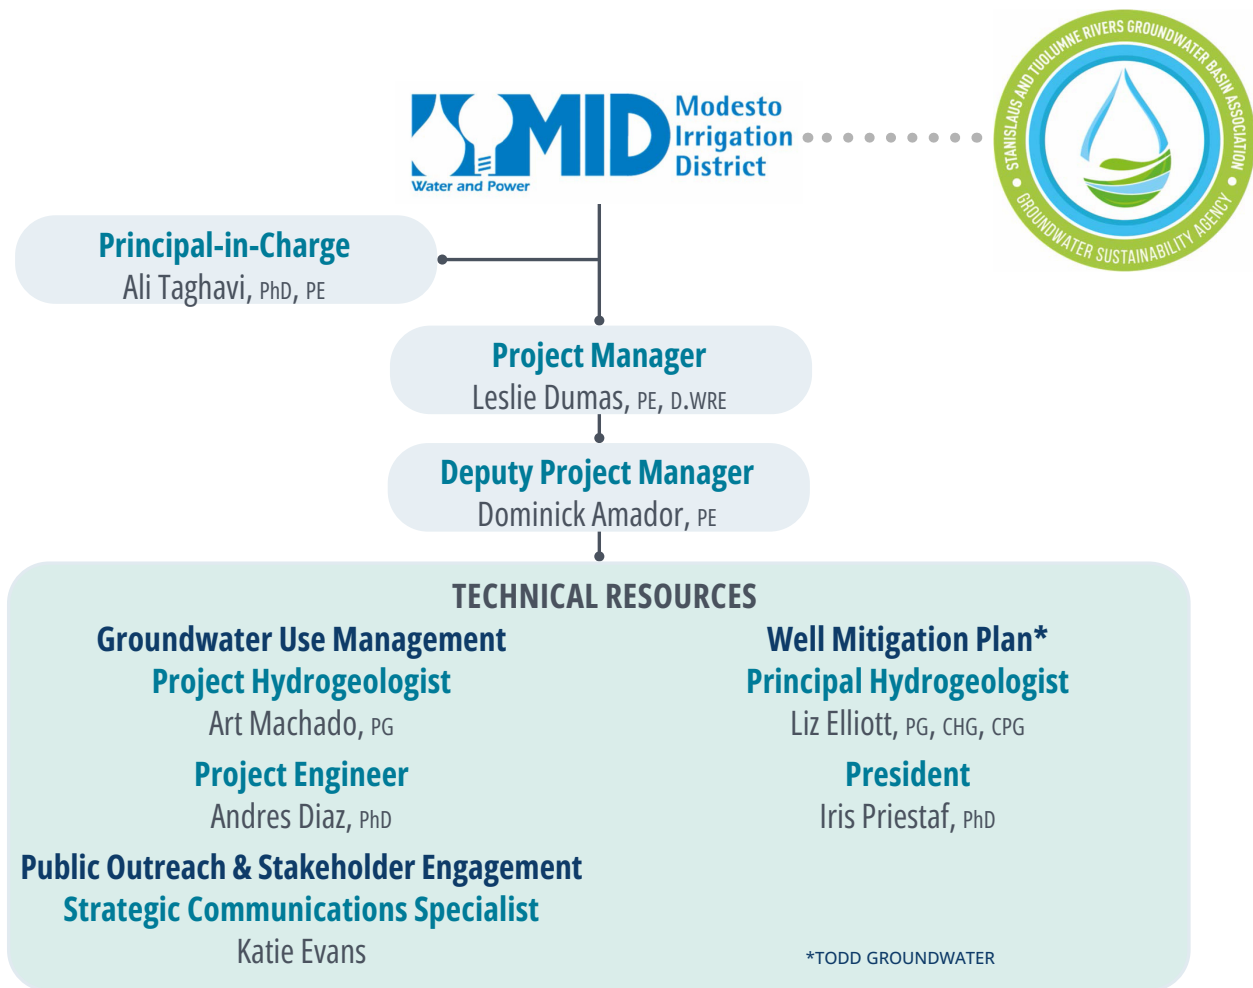 MID
Modesto
Irrigation
District
Water and Power
STANISLAUS AND TUOLUMNE RIVERS GROUNDWATER BASIN ASSOCIATION
GROUNDWATER SUSTAINABILITY AGENCY
Principal-in-Charge
Ali Taghavi, PhD, PE
Project Manager
Leslie Dumas, PE, D.WRE
Deputy Project Manager
Dominick Amador, PE
TECHNICAL RESOURCES
Groundwater Use Management
Project Hydrogeologist
Art Machado, PG
Project Engineer
Andres Diaz, PhD
Public Outreach & Stakeholder Engagement
Strategic Communications Specialist
Katie Evans
Well Mitigation Plan*
Principal Hydrogeologist
Liz Elliott, PG, CHG, CPG
President
Iris Priestaf, PhD
*TODD GROUNDWATER